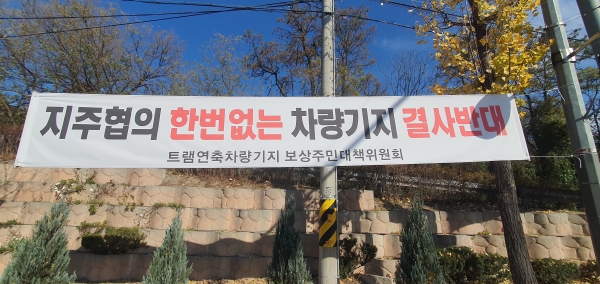 지주협의 한번없는 차량기지 결사반대
트램연축차량기지 보상주민대책위원회